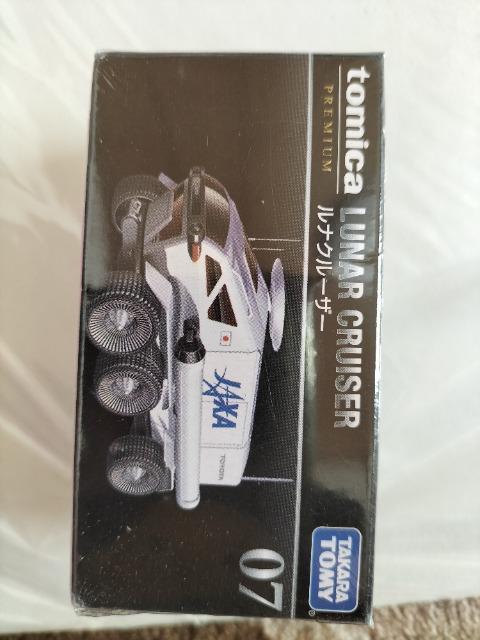 tomica
PREMIUM
LUNAR CRUISER
ルナクルーザー
JAXA
TOYOTA
07
TAKARA
TOMY
®